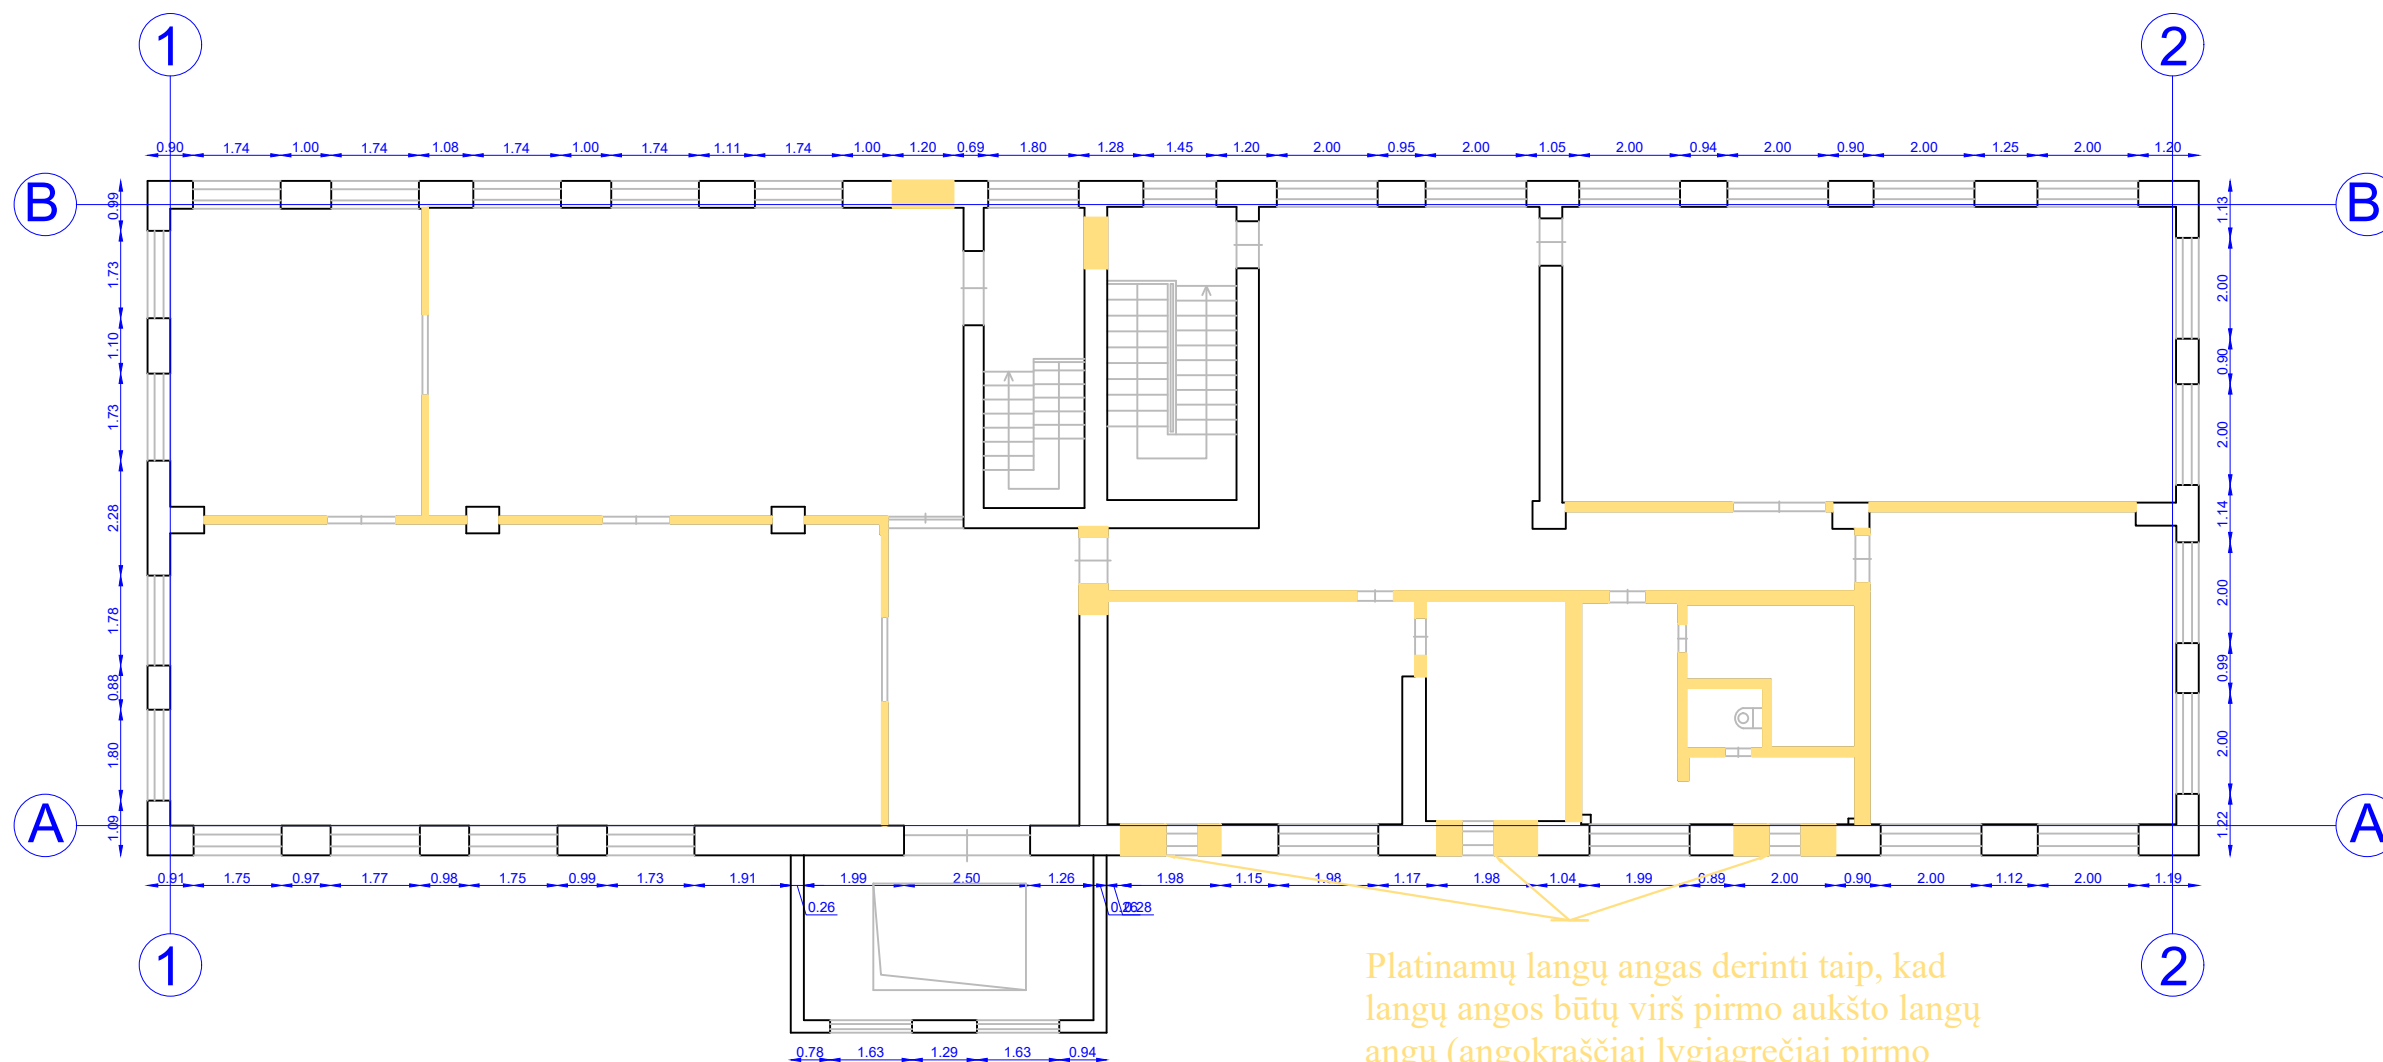 1 2
0.90 1.74 1.00 1.74 1.08 1.74 1.00 1.74 1.11 1.74 1.00 1.20 0.69 1.80 1.28 1.45 1.20 2.00 0.95 2.00 1.05 2.00 0.94 2.00 0.90 2.00 1.25 2.00 1.20
B B
0.99 1.73 1.10 1.73 2.28 1.78 0.88 1.80 1.09
1.13 2.00 0.90 2.00 1.14 2.00 0.99 2.00 1.22
A A
0.91 1.75 0.97 1.77 0.98 1.75 0.99 1.73 1.91 1.99 2.50 1.26 1.98 1.15 1.98 1.17 1.98 1.04 1.99 0.89 2.00 0.90 2.00 1.12 2.00 1.19
0.26 0.26 0.28
1 2
Platinamų langų angas derinti taip, kad
langų angos būtų virš pirmo aukšto langų
angų (angokraščiai lygiagrečiai pirmo
0.78 1.63 1.29 1.63 0.94